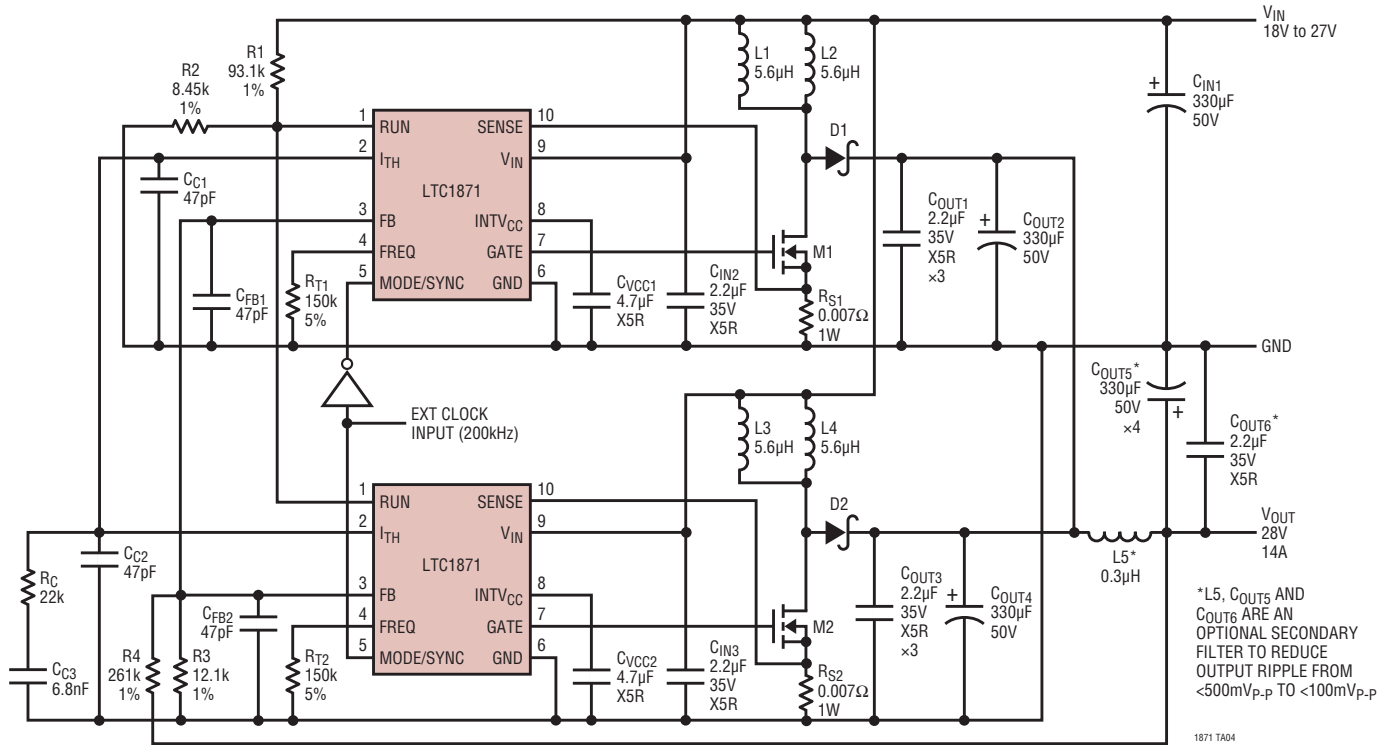 VIN
18V to 27V
R1
93.1k
1%
R2
8.45k
1%
L1
5.6µH
L2
5.6µH
+
CIN1
330µF
50V
1
RUN
SENSE
10
2
ITH
VIN
9
LTC1871
3
FB
INTVCC
8
4
FREQ
GATE
7
5
MODE/SYNC
GND
6
D1
CC1
47pF
CFB1
47pF
RT1
150k
5%
CVCC1
4.7µF
X5R
CIN2
2.2µF
35V
X5R
M1
RS1
0.007Ω
1W
COUT1
2.2µF
35V
X5R
×3
+
COUT2
330µF
50V
GND
EXT CLOCK
INPUT (200kHz)
L3
5.6µH
L4
5.6µH
COUT5*
330µF
50V
×4
+
COUT6*
2.2µF
35V
X5R
1
RUN
SENSE
10
2
ITH
VIN
9
LTC1871
3
FB
INTVCC
8
4
FREQ
GATE
7
5
MODE/SYNC
GND
6
D2
VOUT
28V
14A
L5*
0.3µH
RC
22k
CC2
47pF
CC3
6.8nF
R4
261k
1%
R3
12.1k
1%
CFB2
47pF
RT2
150k
5%
CVCC2
4.7µF
X5R
CIN3
2.2µF
35V
X5R
M2
RS2
0.007Ω
1W
COUT3
2.2µF
35V
X5R
×3
+
COUT4
330µF
50V
*L5, COUT5 AND
COUT6 ARE AN
OPTIONAL SECONDARY
FILTER TO REDUCE
OUTPUT RIPPLE FROM
<500mVP-P TO <100mVP-P
1871 TA04